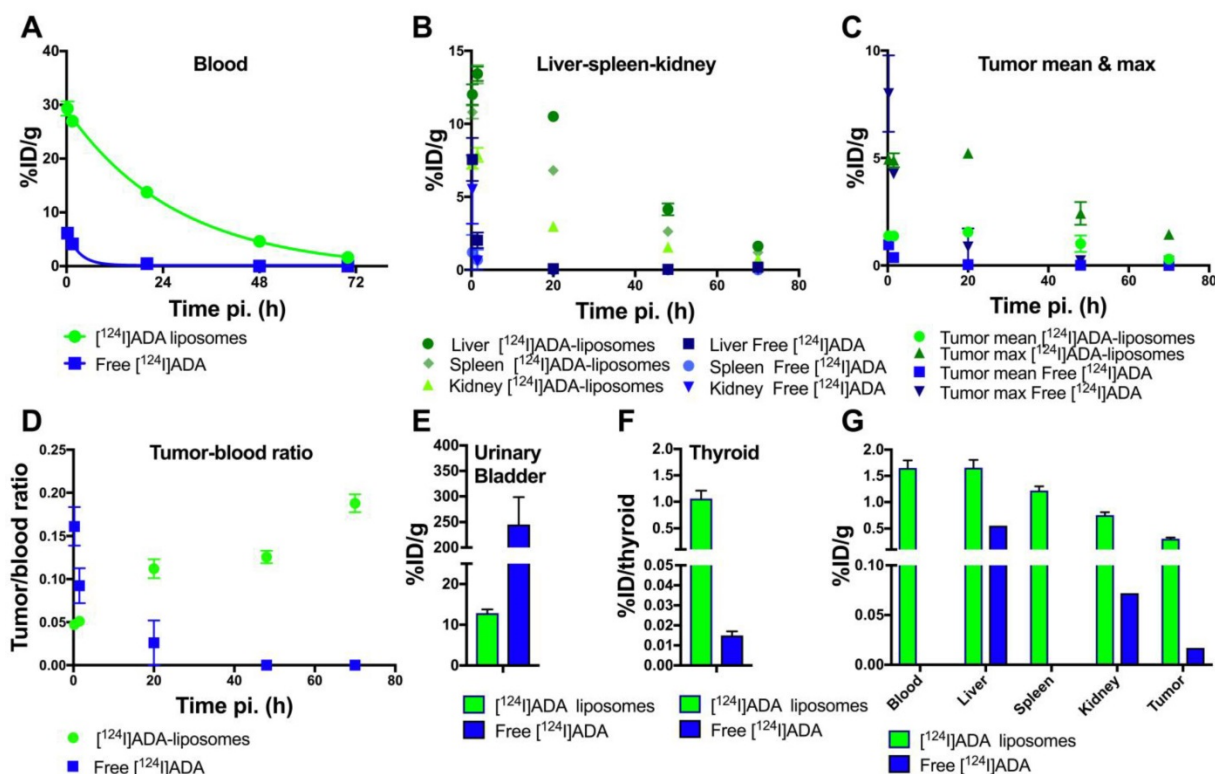 A
Blood
40
30
20
10
0
%ID/g
0 24 48 72
Time pi. (h)
[¹²⁴I]ADA liposomes
Free [¹²⁴I]ADA
B
Liver-spleen-kidney
15
10
5
0
%ID/g
0 20 40 60 80
Time pi. (h)
Liver [¹²⁴I]ADA-liposomes
Spleen [¹²⁴I]ADA-liposomes
Kidney [¹²⁴I]ADA-liposomes
Liver Free [¹²⁴I]ADA
Spleen Free [¹²⁴I]ADA
Kidney Free [¹²⁴I]ADA
C
Tumor mean & max
10
5
0
%ID/g
0 20 40 60 80
Time pi. (h)
Tumor mean [¹²⁴I]ADA-liposomes
Tumor max [¹²⁴I]ADA-liposomes
Tumor mean Free [¹²⁴I]ADA
Tumor max Free [¹²⁴I]ADA
D
Tumor-blood ratio
0.25
0.20
0.15
0.10
0.05
0.00
Tumor/blood ratio
0 20 40 60 80
Time pi. (h)
[¹²⁴I]ADA-liposomes
Free [¹²⁴I]ADA
E
Urinary
Bladder
400
350
300
250
200
150
20
10
0
%ID/g
[¹²⁴I]ADA liposomes
Free [¹²⁴I]ADA
F
Thyroid
2.0
1.5
1.0
0.5
0.05
0.04
0.03
0.02
0.01
0.00
%ID/thyroid
[¹²⁴I]ADA liposomes
Free [¹²⁴I]ADA
G
2.0
1.5
1.0
0.5
0.10
0.05
0.00
%ID/g
Blood
Liver
Spleen
Kidney
Tumor
[¹²⁴I]ADA liposomes
Free [¹²⁴I]ADA